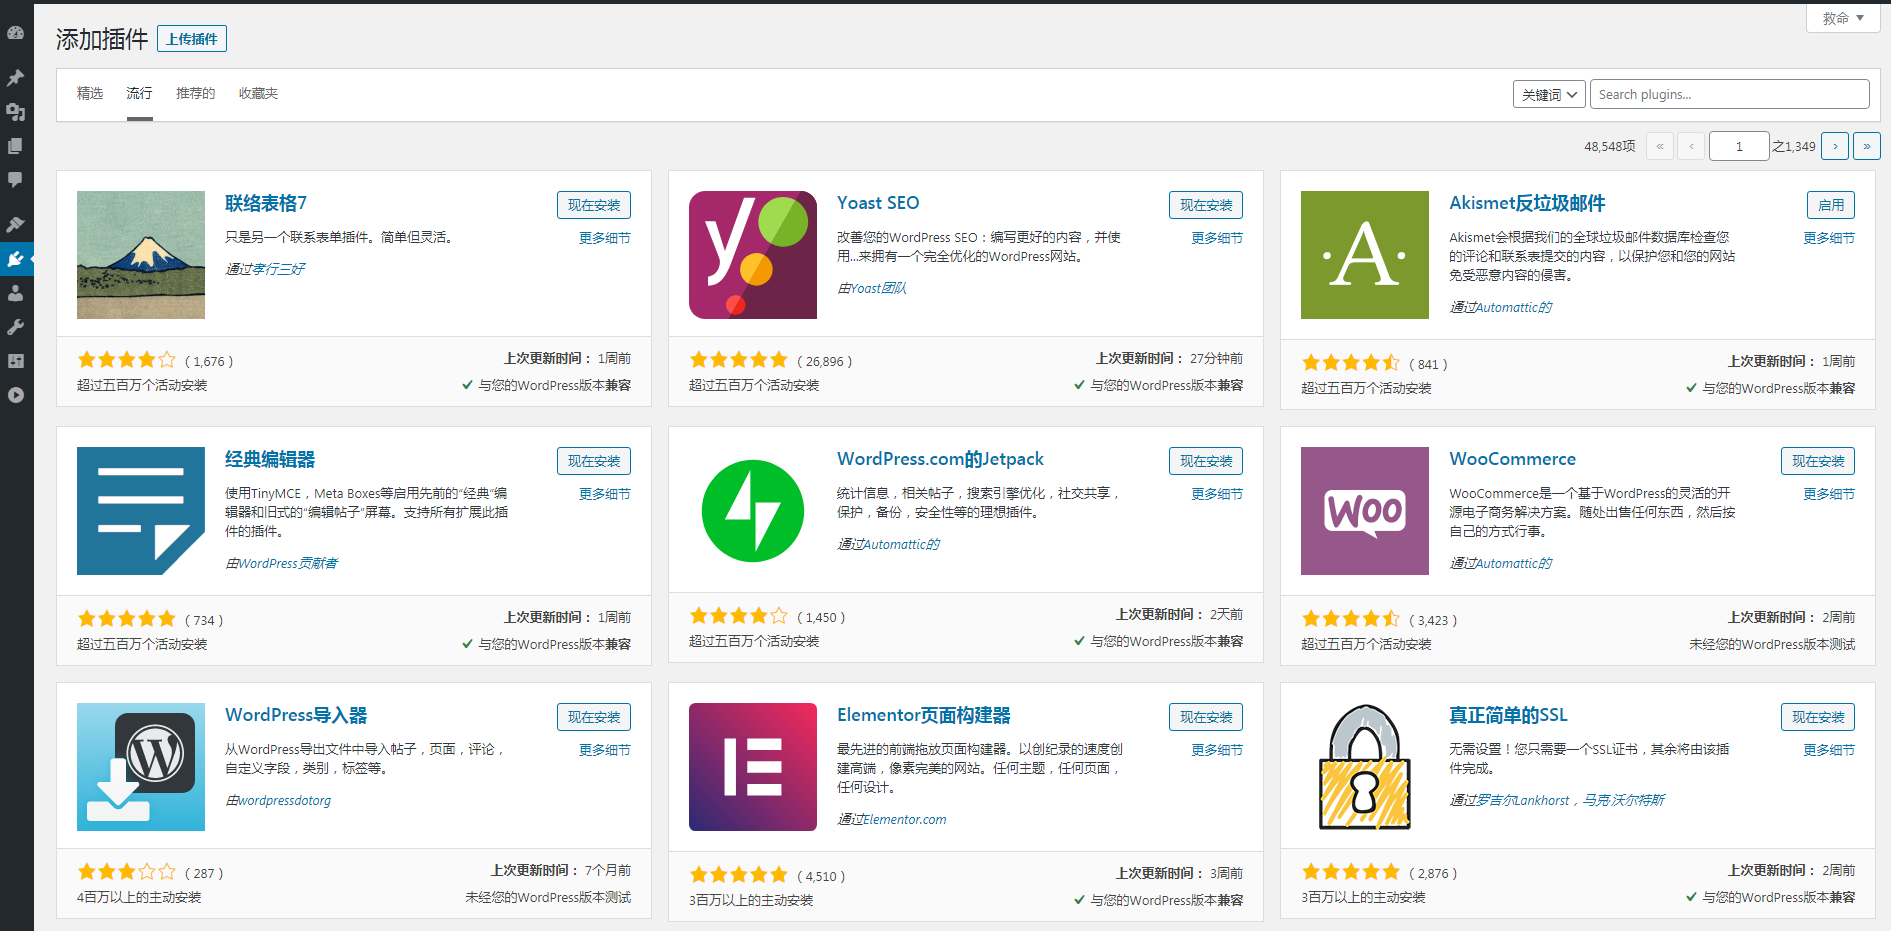 救命
添加插件 上传插件
精选 流行 推荐的 收藏夹 关键词 Search plugins...
48,548项 « ‹ 1 之1,349 › »
联络表格7
现在安装
更多细节
只是另一个联系表单插件。简单但灵活。
通过孝行三好
(1,676)
上次更新时间： 1周前
超过五百万个活动安装
与您的WordPress版本兼容
Yoast SEO
现在安装
更多细节
改善您的WordPress SEO：编写更好的内容，并使
用...来拥有一个完全优化的WordPress网站。
由Yoast团队
(26,896)
上次更新时间： 27分钟前
超过五百万个活动安装
与您的WordPress版本兼容
·A·
Akismet反垃圾邮件
启用
更多细节
Akismet会根据我们的全球垃圾邮件数据库检查您
的评论和联系表提交的内容，以保护您和您的网站
免受恶意内容的侵害。
通过Automattic的
(841)
上次更新时间： 1周前
超过五百万个活动安装
与您的WordPress版本兼容
经典编辑器
现在安装
更多细节
使用TinyMCE，Meta Boxes等启用先前的“经典”编
辑器和旧式的“编辑帖子”屏幕。支持所有扩展此插
件的插件。
由WordPress贡献者
(734)
上次更新时间： 1周前
超过五百万个活动安装
与您的WordPress版本兼容
WordPress.com的Jetpack
现在安装
更多细节
统计信息，相关帖子，搜索引擎优化，社交共享，
保护，备份，安全性等的理想插件。
通过Automattic的
(1,450)
上次更新时间： 2天前
超过五百万个活动安装
与您的WordPress版本兼容
WOO
WooCommerce
现在安装
更多细节
WooCommerce是一个基于WordPress的灵活的开
源电子商务解决方案。随处出售任何东西，然后按
自己的方式行事。
通过Automattic的
(3,423)
上次更新时间： 2周前
超过五百万个活动安装
未经您的WordPress版本测试
WordPress导入器
现在安装
更多细节
从WordPress导出文件中导入帖子，页面，评论，
自定义字段，类别，标签等。
由wordpressdotorg
(287)
上次更新时间： 7个月前
4百万以上的主动安装
未经您的WordPress版本测试
Elementor页面构建器
现在安装
更多细节
最先进的前端拖放页面构建器。以创纪录的速度创
建高端，像素完美的网站。任何主题，任何页面，
任何设计。
通过Elementor.com
(4,510)
上次更新时间： 3周前
3百万以上的主动安装
与您的WordPress版本兼容
真正简单的SSL
现在安装
更多细节
无需设置！您只需要一个SSL证书，其余将由该插
件完成。
通过罗吉尔Lankhorst，马克·沃尔特斯
(2,876)
上次更新时间： 2周前
3百万以上的主动安装
与您的WordPress版本兼容